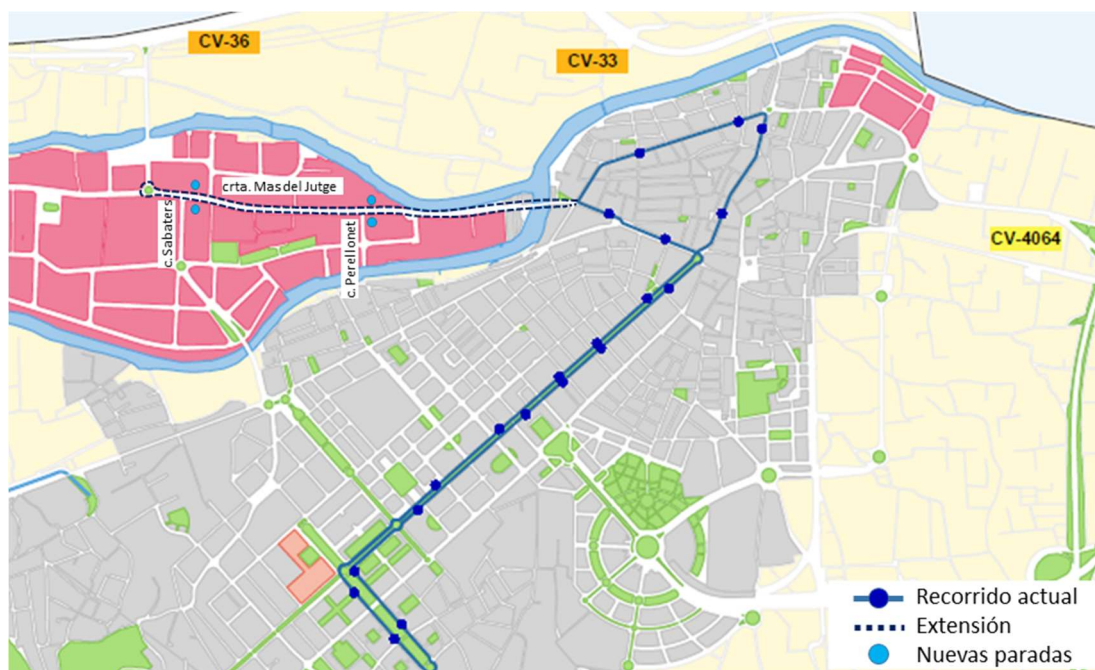 CV-36
CV-33
crta. Mas del Jutge
c. Sabaters
c. Perellonet
CV-4064
Recorrido actual
Extensión
Nuevas paradas